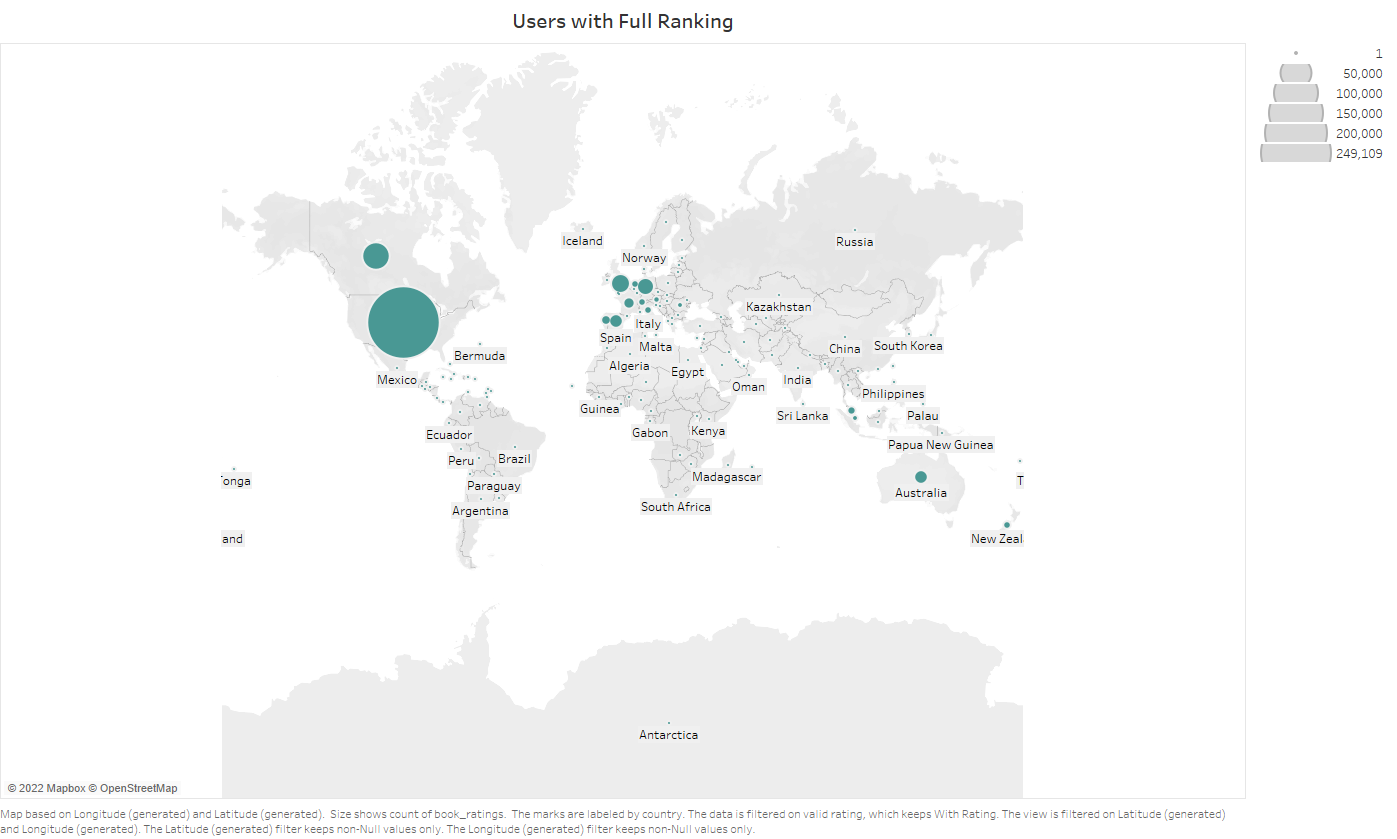 Users with Full Ranking
1
50,000
100,000
150,000
200,000
249,109
Iceland
Russia
Norway
Kazakhstan
Italy
Spain
Malta
Bermuda
China
South Korea
Algeria
Egypt
Mexico
India
Oman
Philippines
Guinea
Sri Lanka
Palau
Ecuador
Gabon
Kenya
Papua New Guinea
Peru
Brazil
Madagascar
onga
T
Paraguay
Australia
Argentina
South Africa
and
New Zeal
Antarctica
© 2022 Mapbox © OpenStreetMap
Map based on Longitude (generated) and Latitude (generated).  Size shows count of book_ratings.  The marks are labeled by country. The data is filtered on valid rating, which keeps With Rating. The view is filtered on Latitude (generated)
and Longitude (generated). The Latitude (generated) filter keeps non-Null values only. The Longitude (generated) filter keeps non-Null values only.